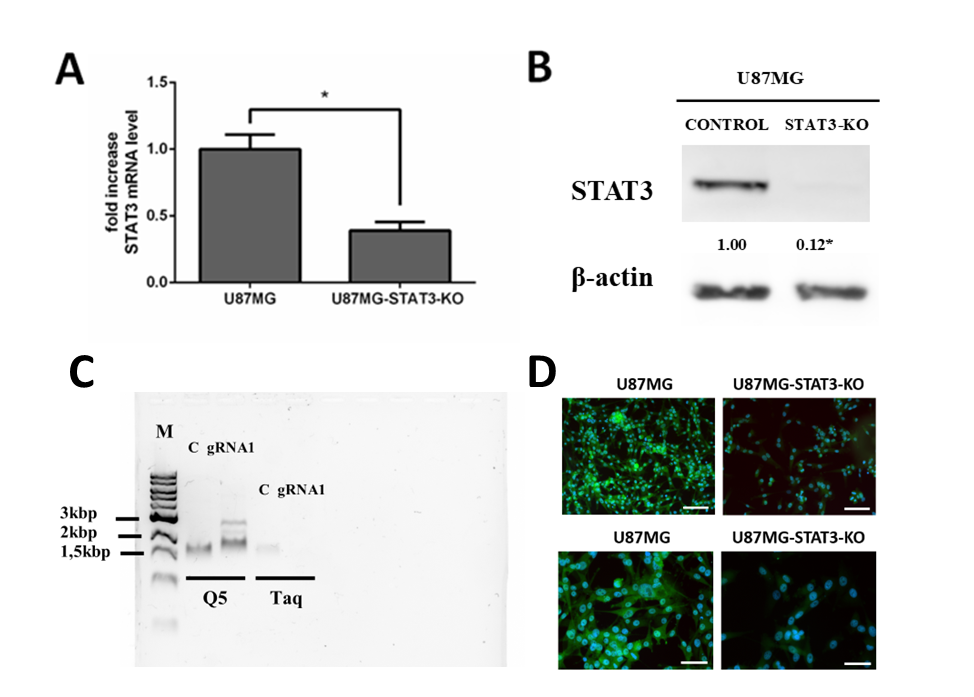 A
fold increase
STAT3 mRNA level
1.5
1.0
0.5
0.0
*
U87MG
U87MG-STAT3-KO
B
U87MG
CONTROL STAT3-KO
STAT3
1.00 0.12*
β-actin
C
M
C gRNA1
C gRNA1
3kbp
2kbp
1,5kbp
Q5 Taq
D
U87MG U87MG-STAT3-KO
U87MG U87MG-STAT3-KO